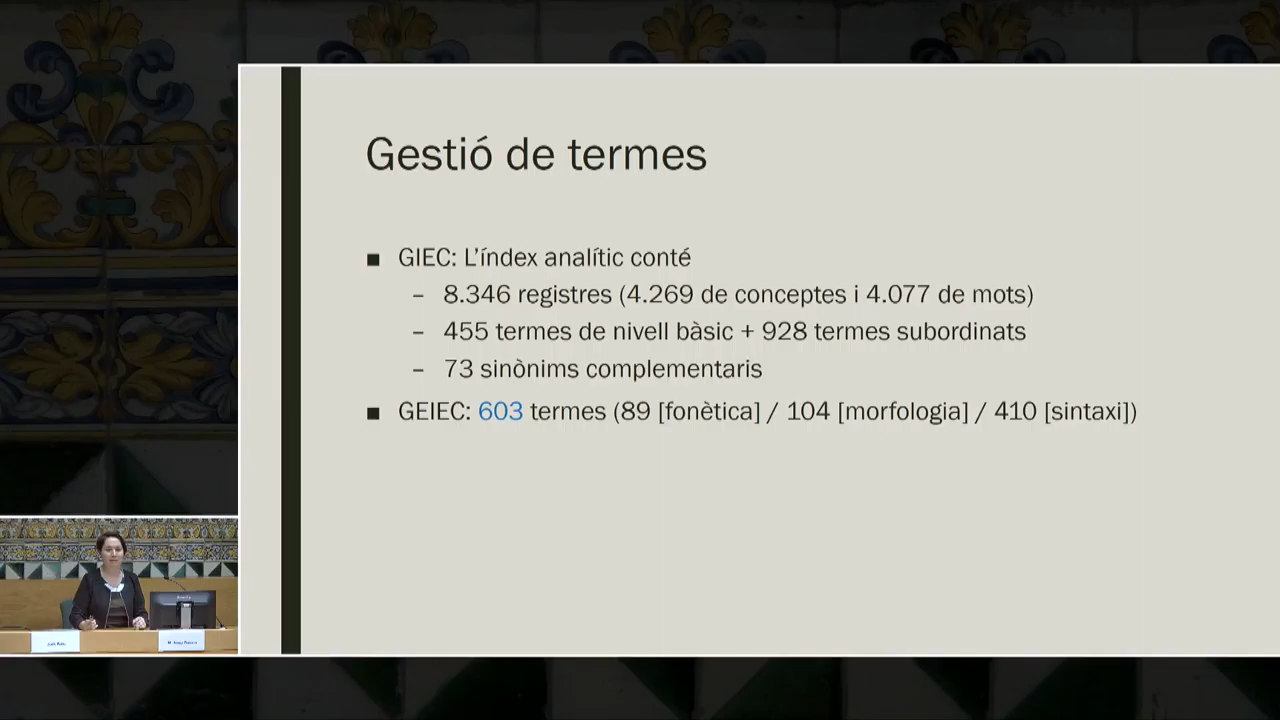 Gestió de termes
■ GIEC: L'índex analític conté
– 8.346 registres (4.269 de conceptes i 4.077 de mots)
– 455 termes de nivell bàsic + 928 termes subordinats
– 73 sinònims complementaris
■ GEIEC: 603 termes (89 [fonètica] / 104 [morfologia] / 410 [sintaxi])